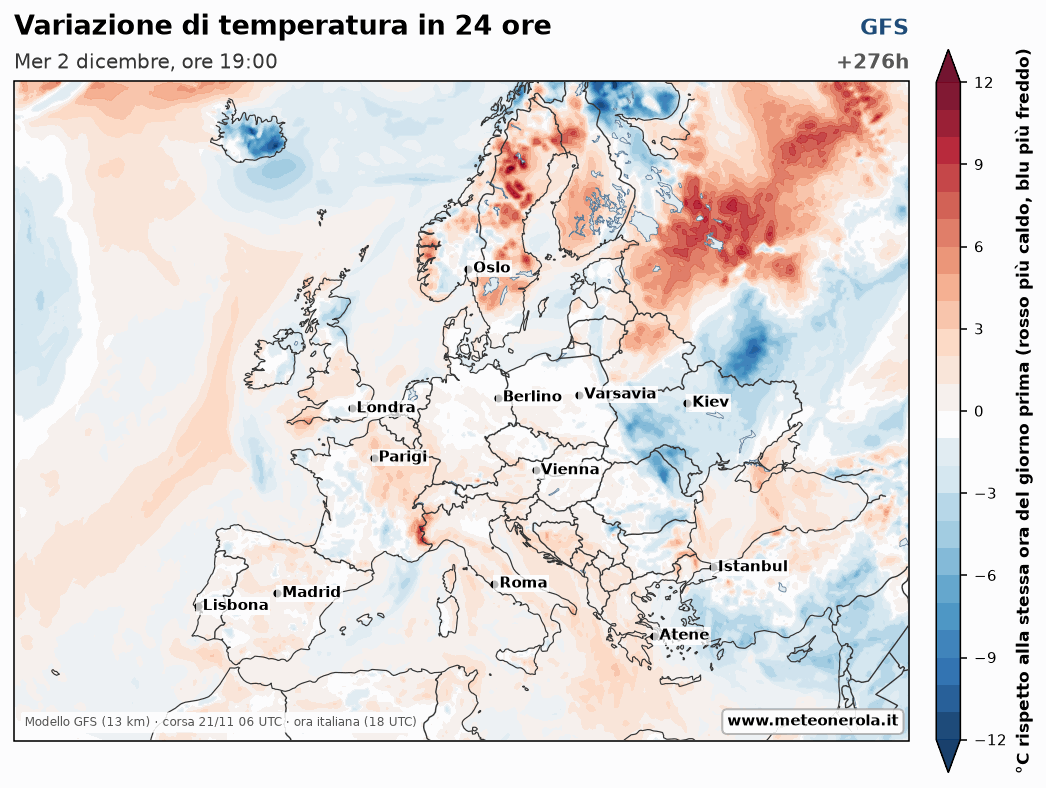 Variazione di temperatura in 24 ore
GFS
Mer 2 dicembre, ore 19:00
+276h
Oslo
Londra
Berlino
Varsavia
Kiev
Parigi
Vienna
Istanbul
Roma
Madrid
Lisbona
Atene
Modello GFS (13 km) · corsa 21/11 06 UTC · ora italiana (18 UTC)
www.meteonerola.it
12
9
6
3
0
−3
−6
−9
−12
°C rispetto alla stessa ora del giorno prima (rosso più caldo, blu più freddo)